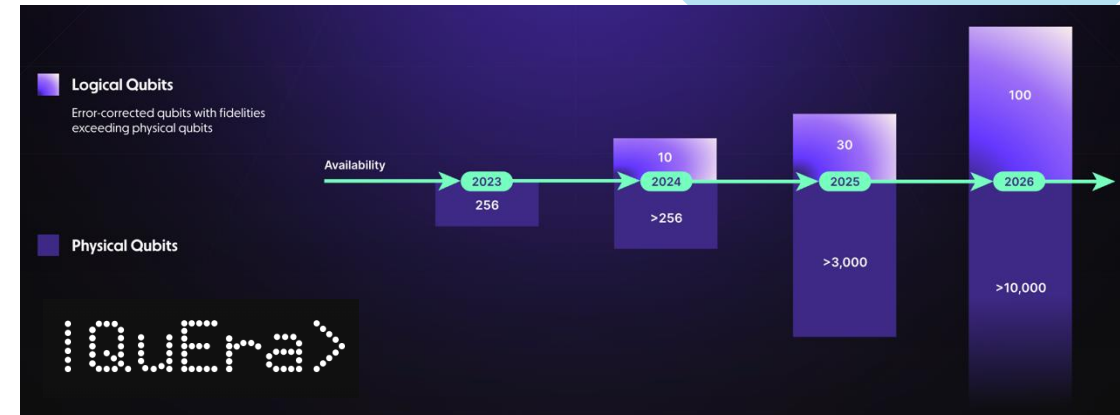 Logical Qubits
Error-corrected qubits with fidelities
exceeding physical qubits
Availability
2023
2024
2025
2026
10
30
100
256
>256
>3,000
>10,000
Physical Qubits
|QuEra>